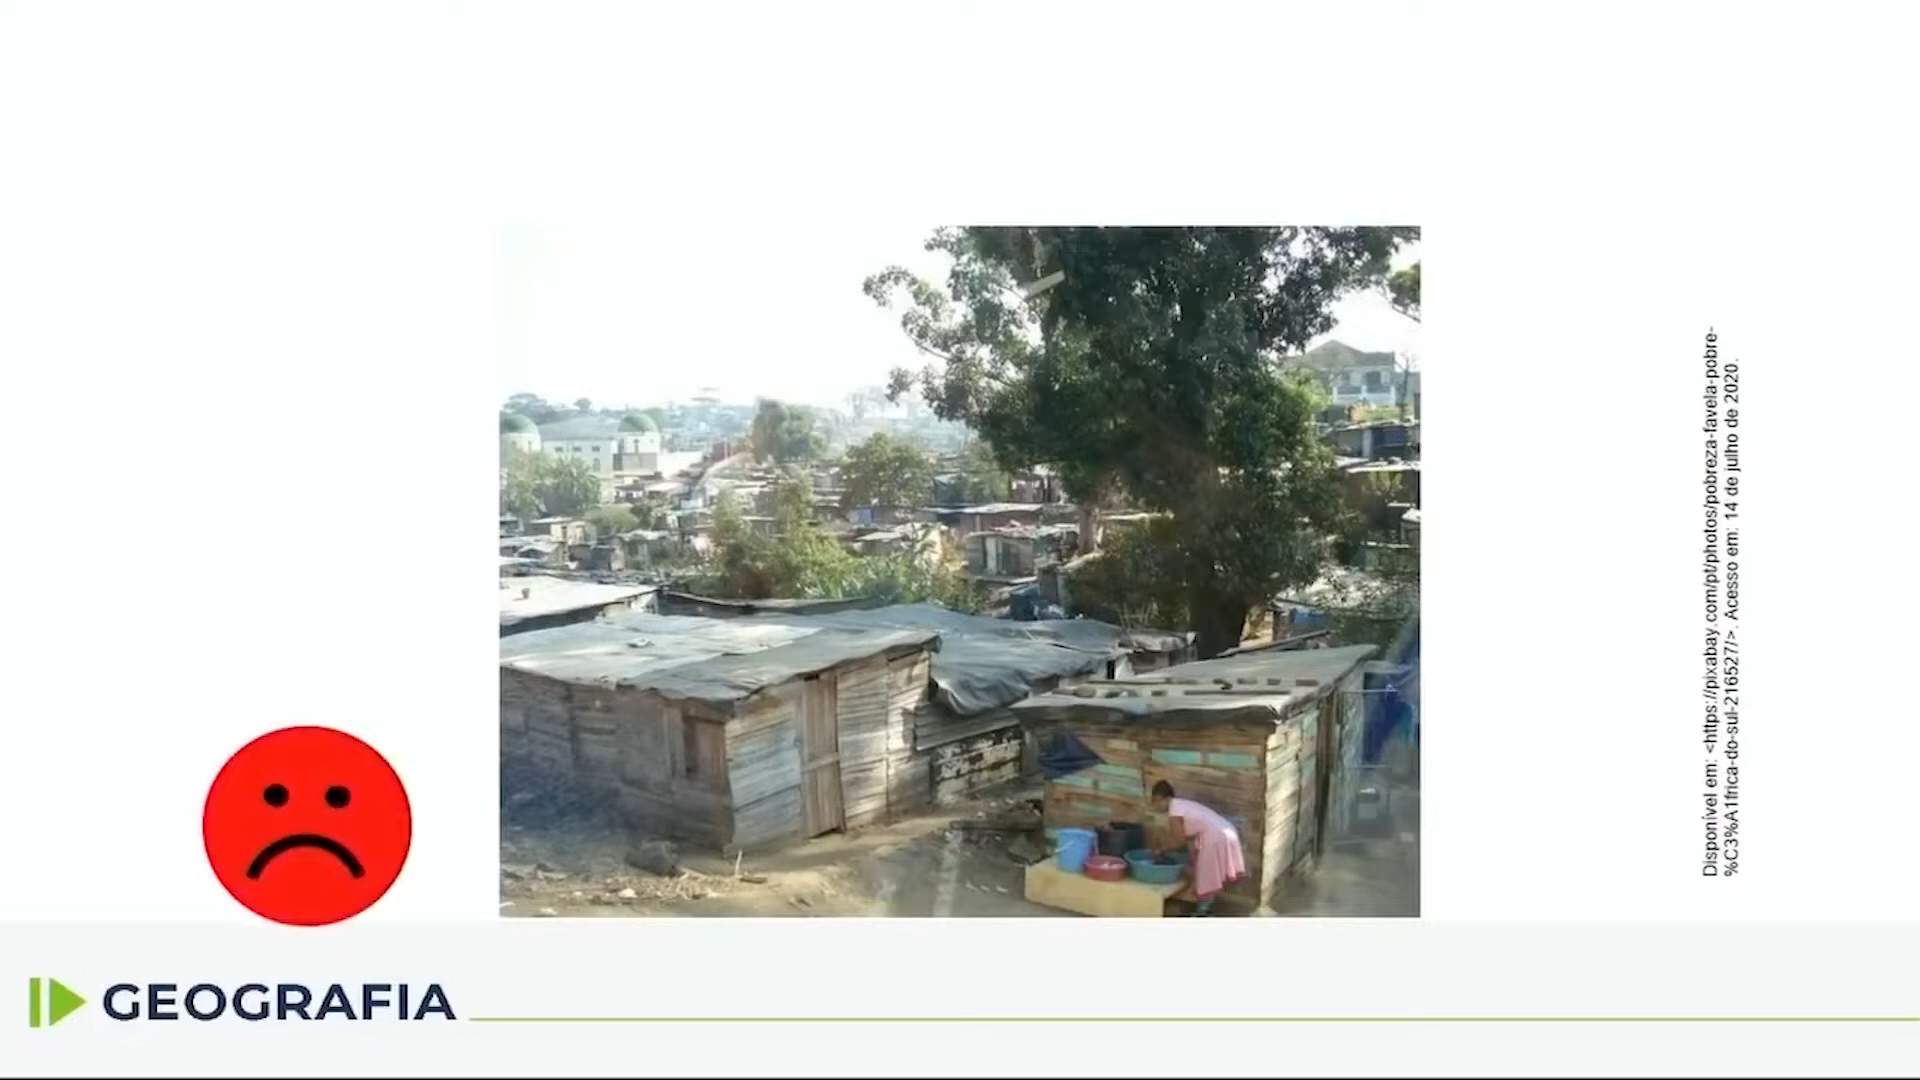 Disponível em: <https://pixabay.com/pt/photos/pobreza-favela-pobre-
%C3%A1frica-do-sul-216527/>. Acesso em: 14 de julho de 2020.
GEOGRAFIA